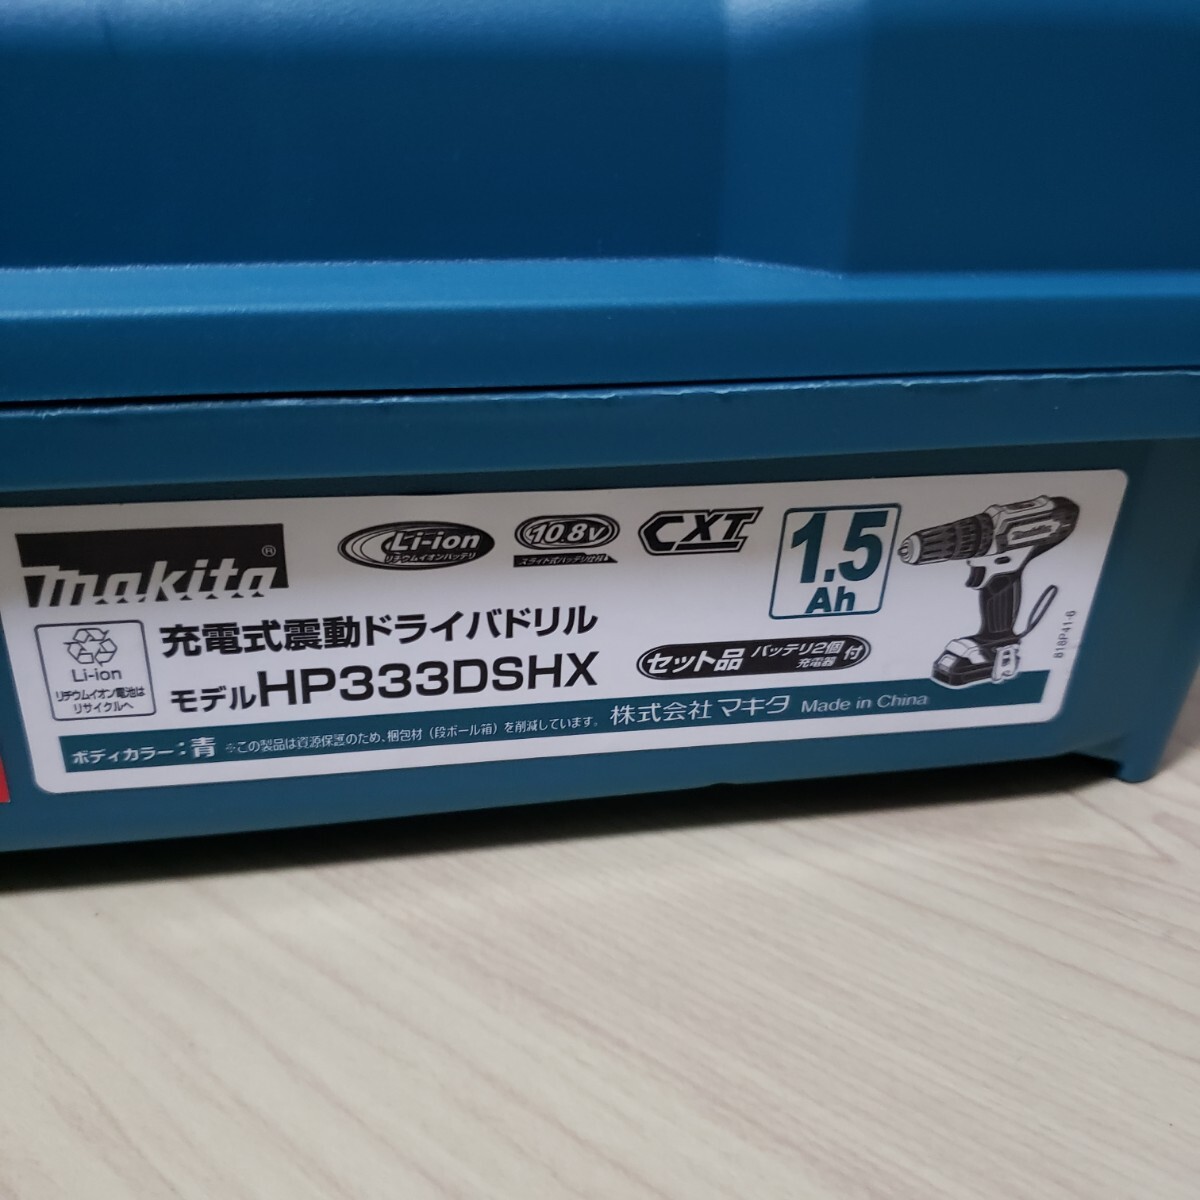 makita®
Li-ion
リチウムイオンバッテリ
10.8V
スライド式バッテリ仕様
CXT
1.5
Ah
Li-ion
リチウムイオン電池は
リサイクルへ
充電式震動ドライバドリル
モデルHP333DSHX
セット品 バッテリ2個
充電器 付
818P41-6
ボディカラー:青 ※この製品は資源保護のため、梱包材(段ボール箱)を削減しています。 株式会社マキタ Made in China